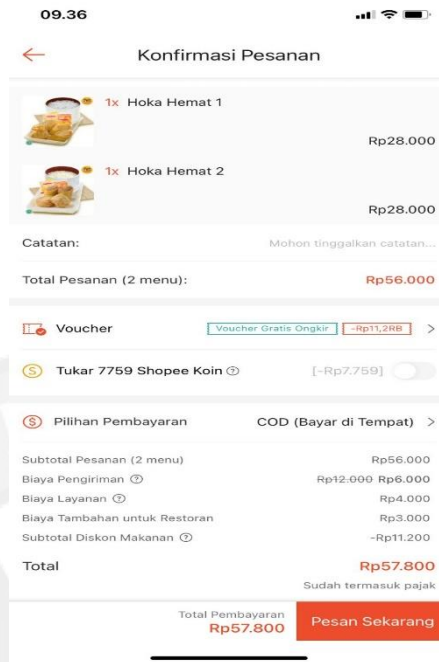 09.36
Konfirmasi Pesanan
1x Hoka Hemat 1
Rp28.000
1x Hoka Hemat 2
Rp28.000
Catatan: Mohon tinggalkan catatan...
Total Pesanan (2 menu): Rp56.000
Voucher Voucher Gratis Ongkir -Rp11,2RB >
Tukar 7759 Shopee Koin ? [-Rp7.759]
Pilihan Pembayaran COD (Bayar di Tempat) >
Subtotal Pesanan (2 menu) Rp56.000
Biaya Pengiriman ? Rp12.000 Rp6.000
Biaya Layanan ? Rp4.000
Biaya Tambahan untuk Restoran Rp3.000
Subtotal Diskon Makanan ? -Rp11.200
Total Rp57.800
Sudah termasuk pajak
Total Pembayaran
Rp57.800
Pesan Sekarang